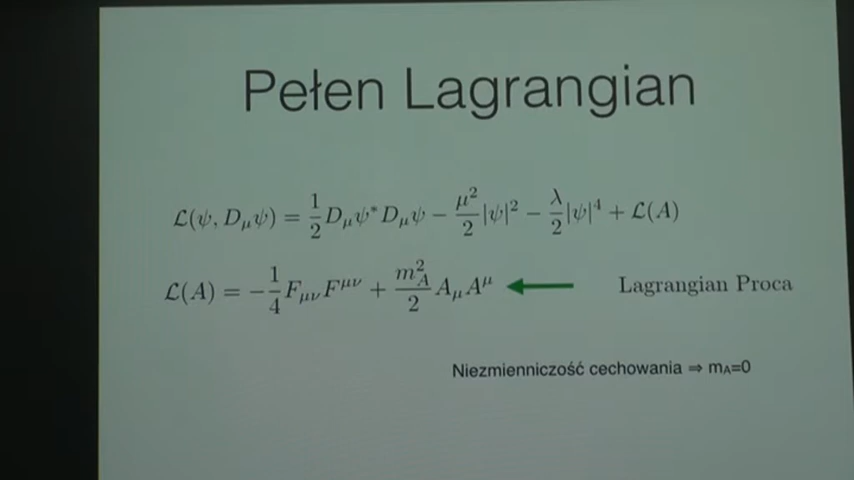 Pełen Lagrangian
ℒ(ψ, D_μψ) = 1/2 D_μψ* D_μψ − μ²/2 |ψ|² − λ/2 |ψ|⁴ + ℒ(A)
ℒ(A) = −1/4 F_μν F^μν + m_A²/2 A_μ A^μ ← Lagrangian Proca
Niezmienniczość cechowania ⇒ m_A=0